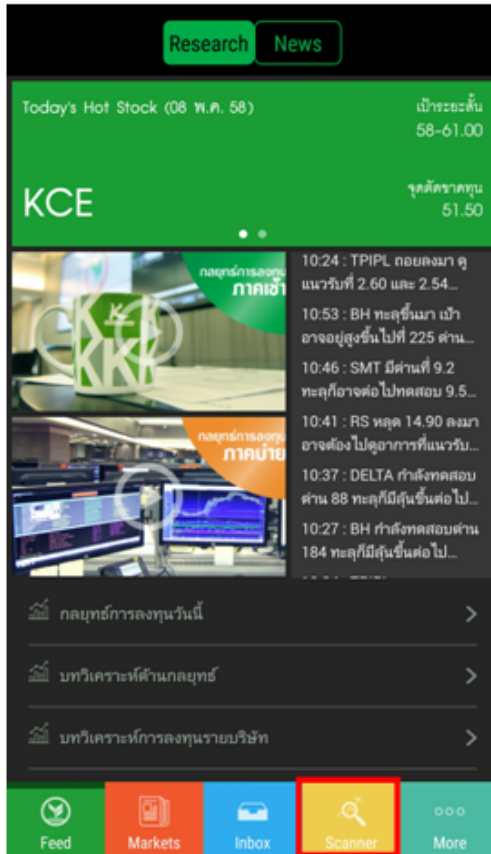 Research
News
Today's Hot Stock (08 พ.ค. 58)
เป้าระยะสั้น
58-61.00
KCE
จุดตัดขาดทุน
51.50
กลยุทธ์การลงทุน
ภาคเช้า
กลยุทธ์การลงทุน
ภาคบ่าย
10:24 : TPIPL ถอยลงมา ดู
แนวรับที่ 2.60 และ 2.54...
10:53 : BH ทะลุขึ้นมา เป้า
อาจอยู่สูงขึ้นไปที่ 225 ด่าน...
10:46 : SMT มีด่านที่ 9.2
ทะลุก็อาจต่อไปทดสอบ 9.5...
10:41 : RS หลุด 14.90 ลงมา
อาจต้องไปดูอาการที่แนวรับ...
10:37 : DELTA กำลังทดสอบ
ด่าน 88 ทะลุก็มีลุ้นขึ้นต่อไป...
10:27 : BH กำลังทดสอบด่าน
184 ทะลุก็มีลุ้นขึ้นต่อไป...
กลยุทธ์การลงทุนวันนี้
บทวิเคราะห์ด้านกลยุทธ์
บทวิเคราะห์การลงทุนรายบริษัท
Feed
Markets
Inbox
Scanner
More